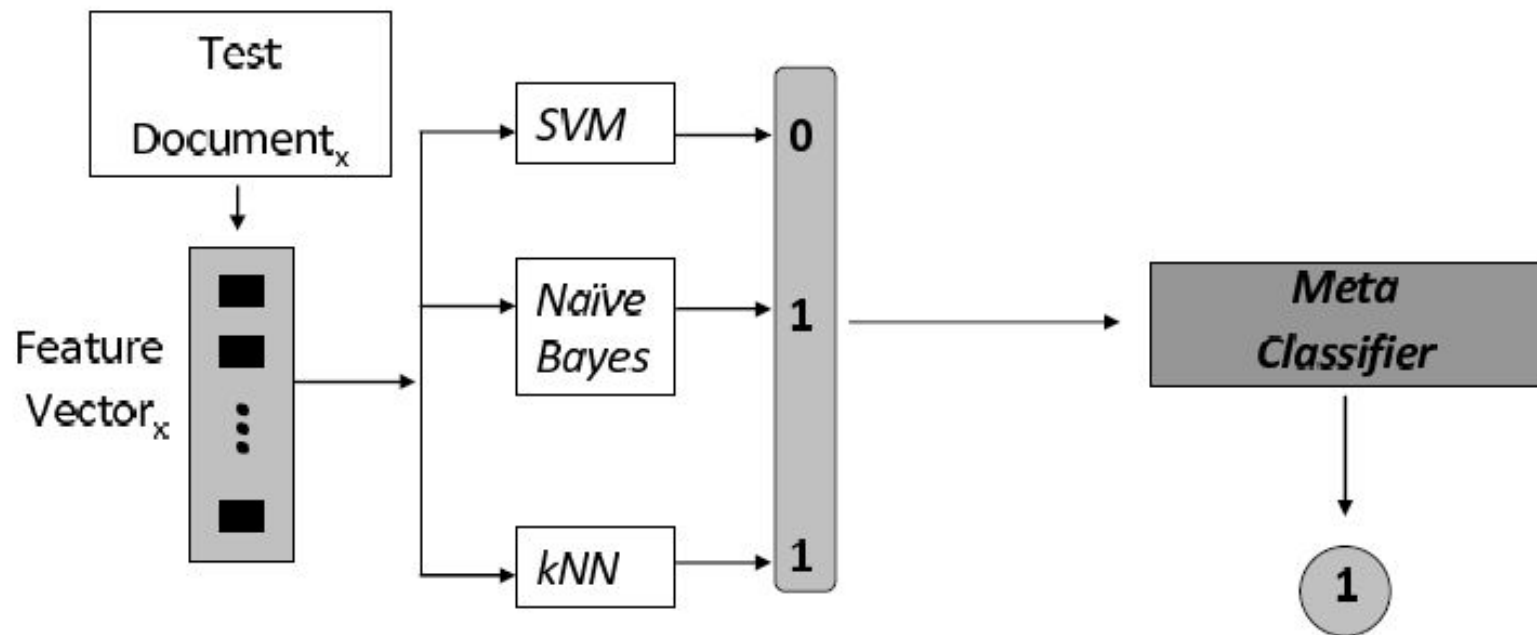 Test
Document_x
Feature
Vector_x
SVM
Naïve
Bayes
kNN
0
1
1
Meta
Classifier
1